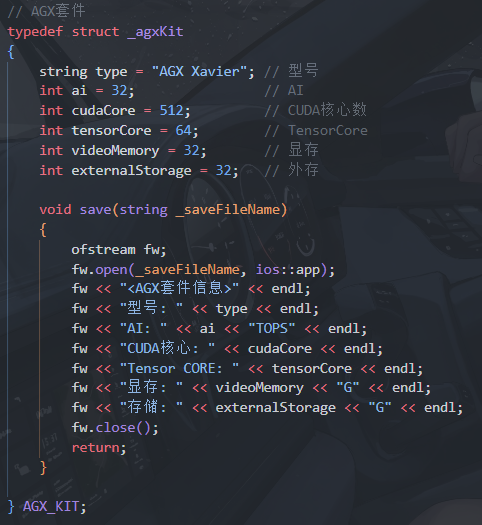 // AGX套件
typedef struct _agxKit
{
    string type = "AGX Xavier"; // 型号
    int ai = 32;                // AI
    int cudaCore = 512;         // CUDA核心数
    int tensorCore = 64;        // TensorCore
    int videoMemory = 32;       // 显存
    int externalStorage = 32;   // 外存

    void save(string _saveFileName)
    {
        ofstream fw;
        fw.open(_saveFileName, ios::app);
        fw << "<AGX套件信息>" << endl;
        fw << "型号: " << type << endl;
        fw << "AI: " << ai << "TOPS" << endl;
        fw << "CUDA核心: " << cudaCore << endl;
        fw << "Tensor CORE: " << tensorCore << endl;
        fw << "显存: " << videoMemory << "G" << endl;
        fw << "存储: " << externalStorage << "G" << endl;
        fw.close();
        return;
    }

} AGX_KIT;